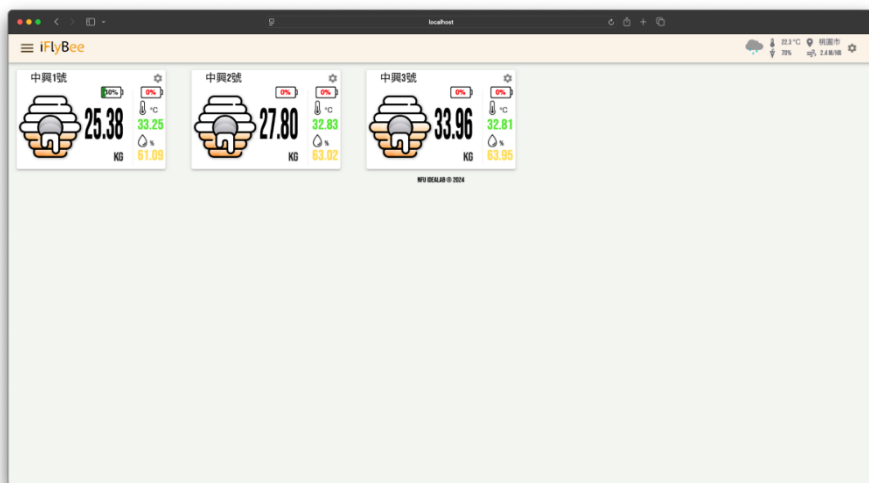 localhost
iFlyBee
22.3 °C 桃園市
70% 2.4 M/HR
中興1號
30% 0%
°C
25.38 33.25
%
KG 61.09
中興2號
0% 0%
°C
27.80 32.83
%
KG 63.02
中興3號
0% 0%
°C
33.96 32.81
%
KG 63.95
NFU IDEALAB © 2024